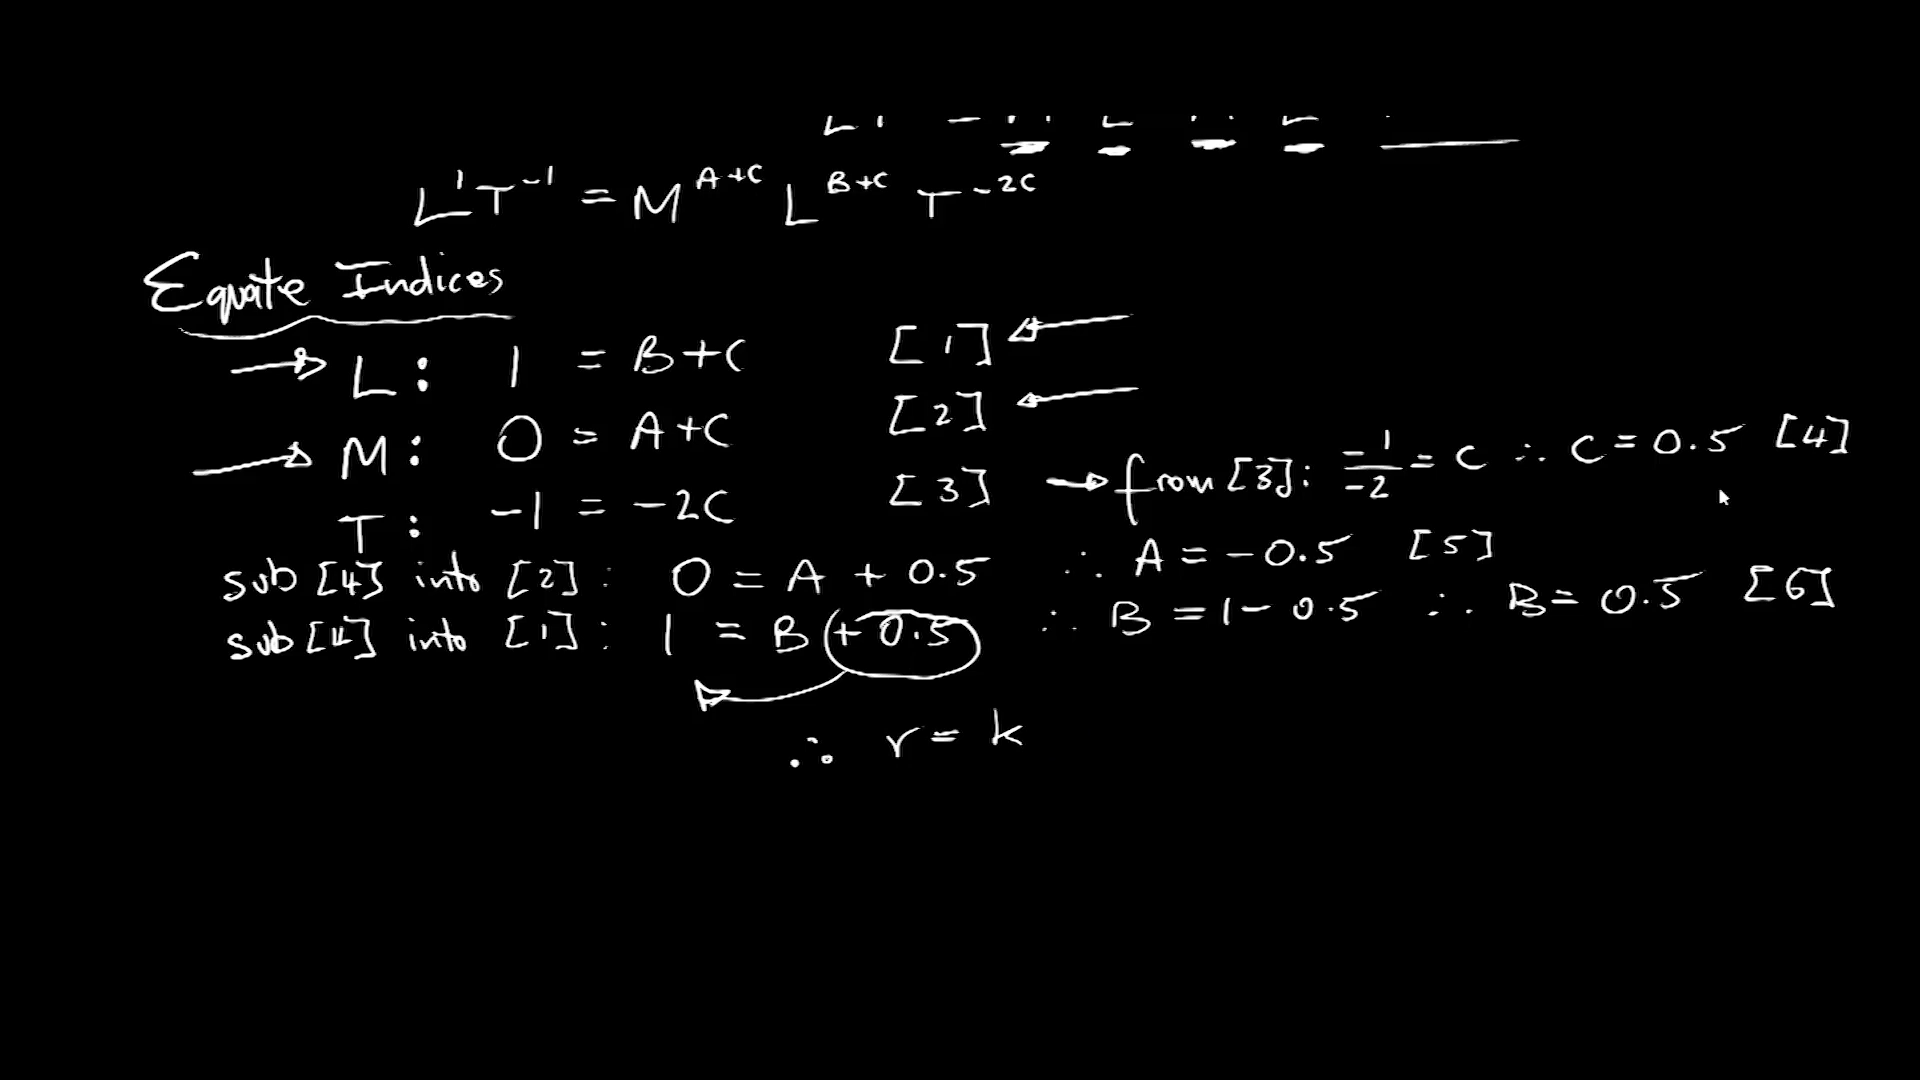 L¹T⁻¹ = M^(A+C) L^(B+C) T^(-2C)
Equate Indices
L: 1 = B+C [1]
M: 0 = A+C [2]
T: -1 = -2C [3] from [3]: -1/-2 = C ∴ C = 0.5 [4]
sub [4] into [2]: 0 = A + 0.5 ∴ A = -0.5 [5]
sub [4] into [1]: 1 = B + 0.5 ∴ B = 1 - 0.5 ∴ B = 0.5 [6]
∴ r = k